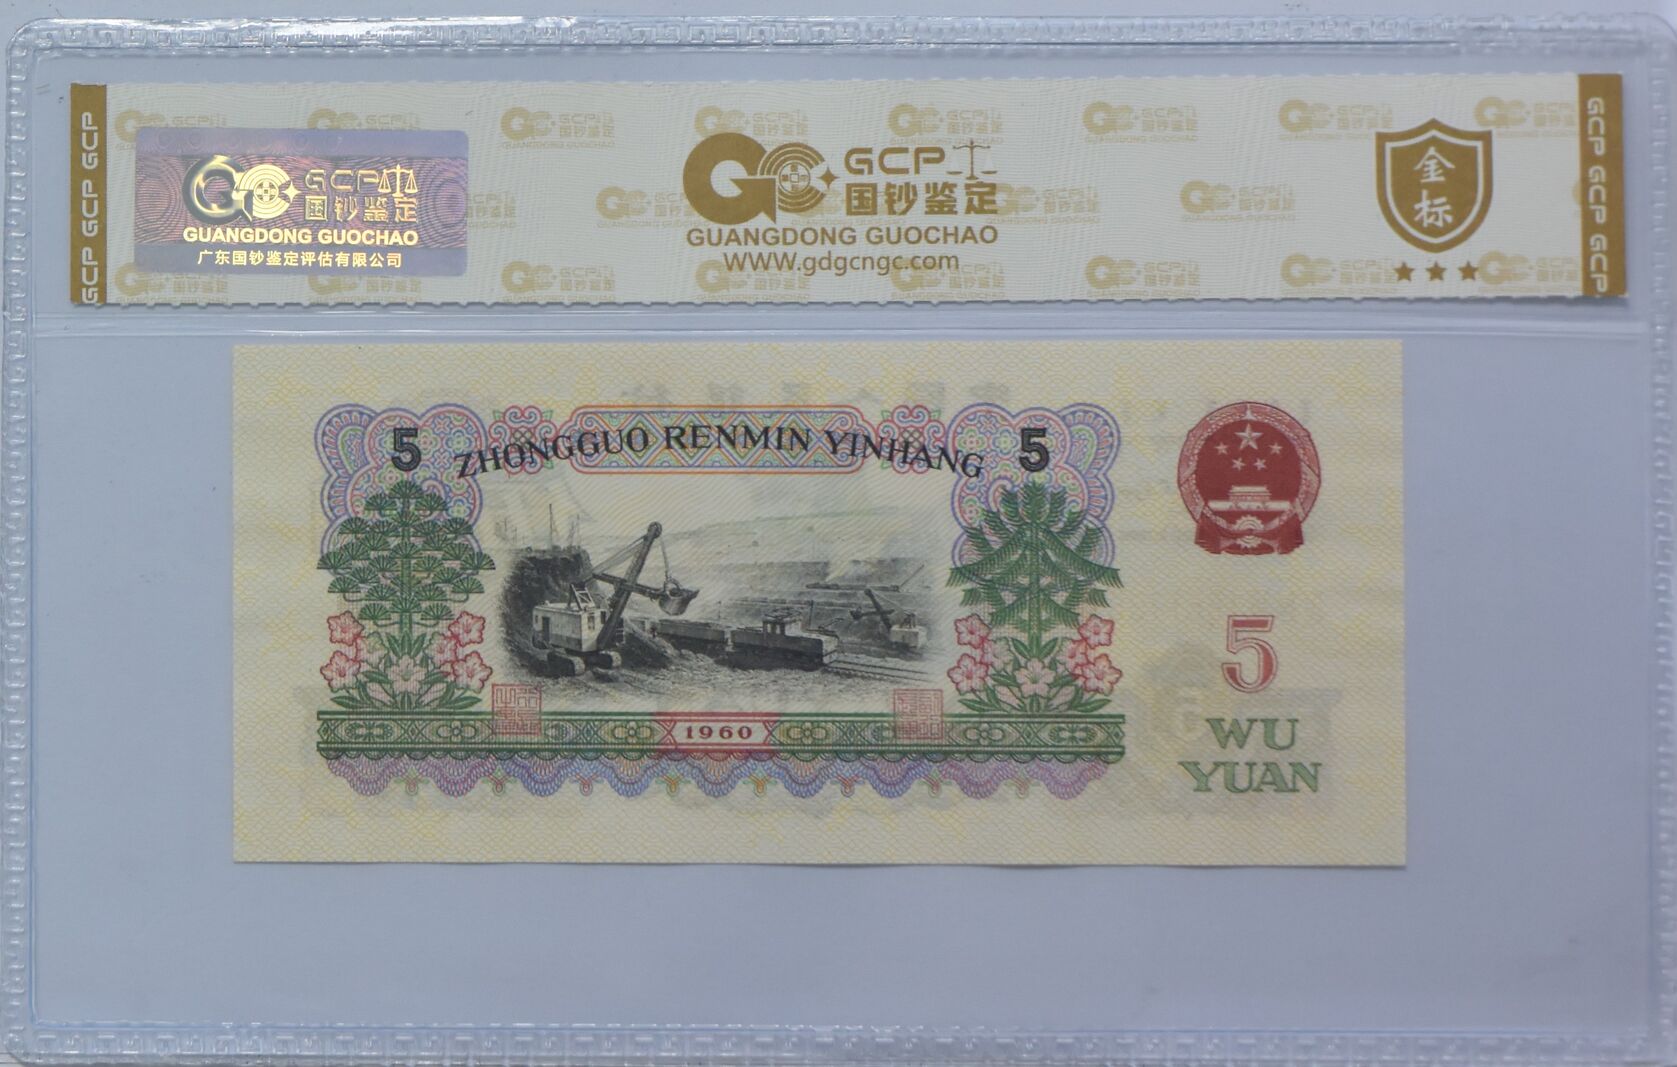 GCP GCP GCP
GCP 国钞鉴定
GUANGDONG GUOCHAO
广东国钞鉴定评估有限公司
GCP
国钞鉴定
GUANGDONG GUOCHAO
WWW.gdgcngc.com
金标
GCP GCP GCP
5 ZHONGGUO RENMIN YINHANG 5
1960
5
WU
YUAN